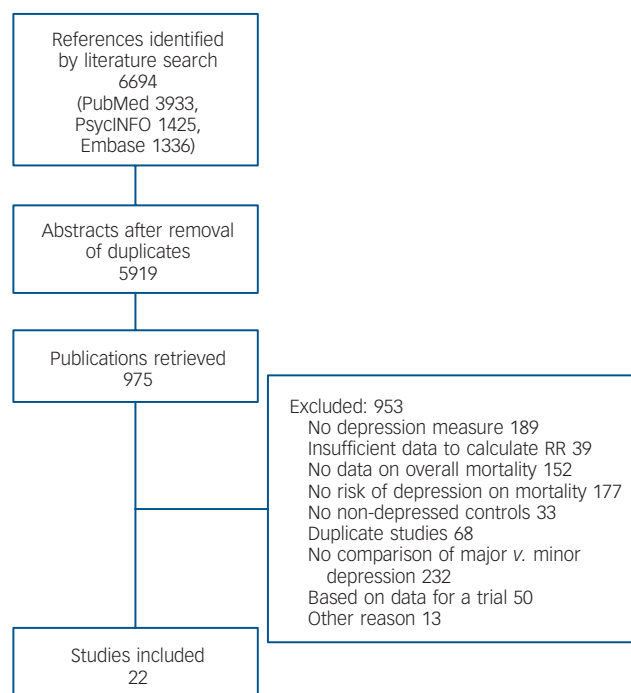 References identified
by literature search
6694
(PubMed 3933,
PsycINFO 1425,
Embase 1336)
Abstracts after removal
of duplicates
5919
Publications retrieved
975
Excluded: 953
No depression measure 189
Insufficient data to calculate RR 39
No data on overall mortality 152
No risk of depression on mortality 177
No non-depressed controls 33
Duplicate studies 68
No comparison of major v. minor
depression 232
Based on data for a trial 50
Other reason 13
Studies included
22